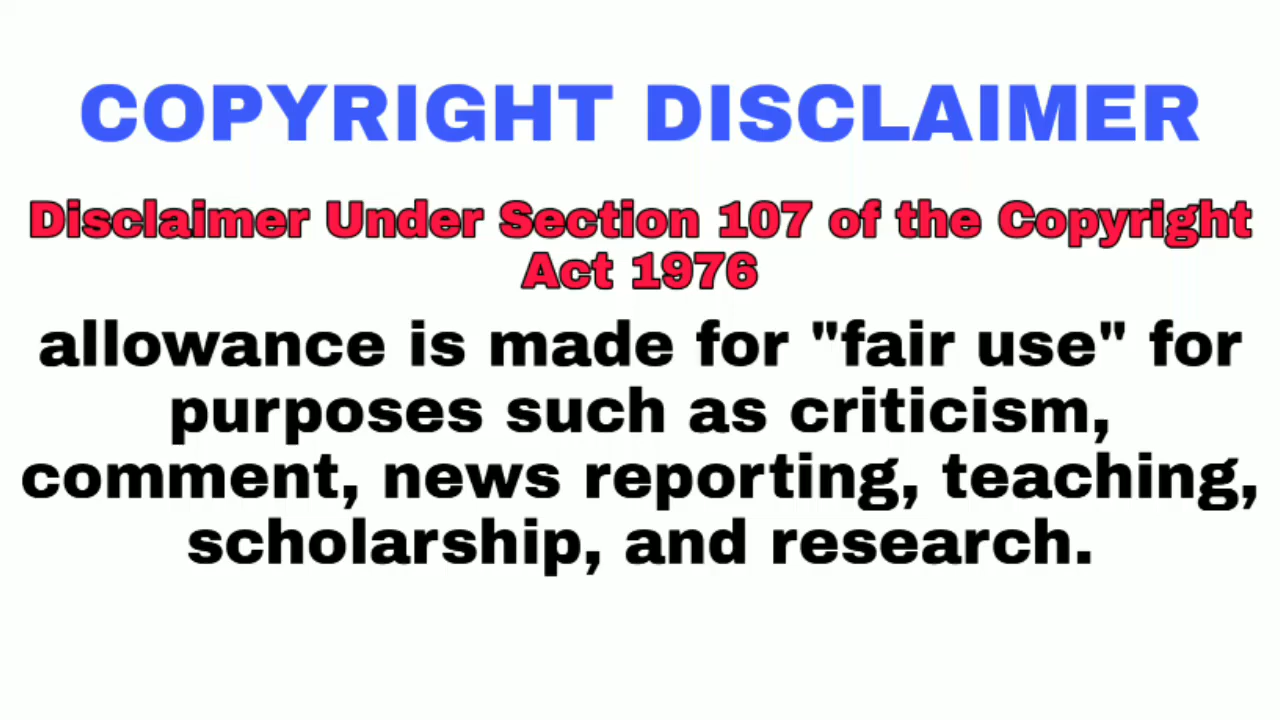 COPYRIGHT DISCLAIMER
Disclaimer Under Section 107 of the Copyright
Act 1976
allowance is made for "fair use" for
purposes such as criticism,
comment, news reporting, teaching,
scholarship, and research.